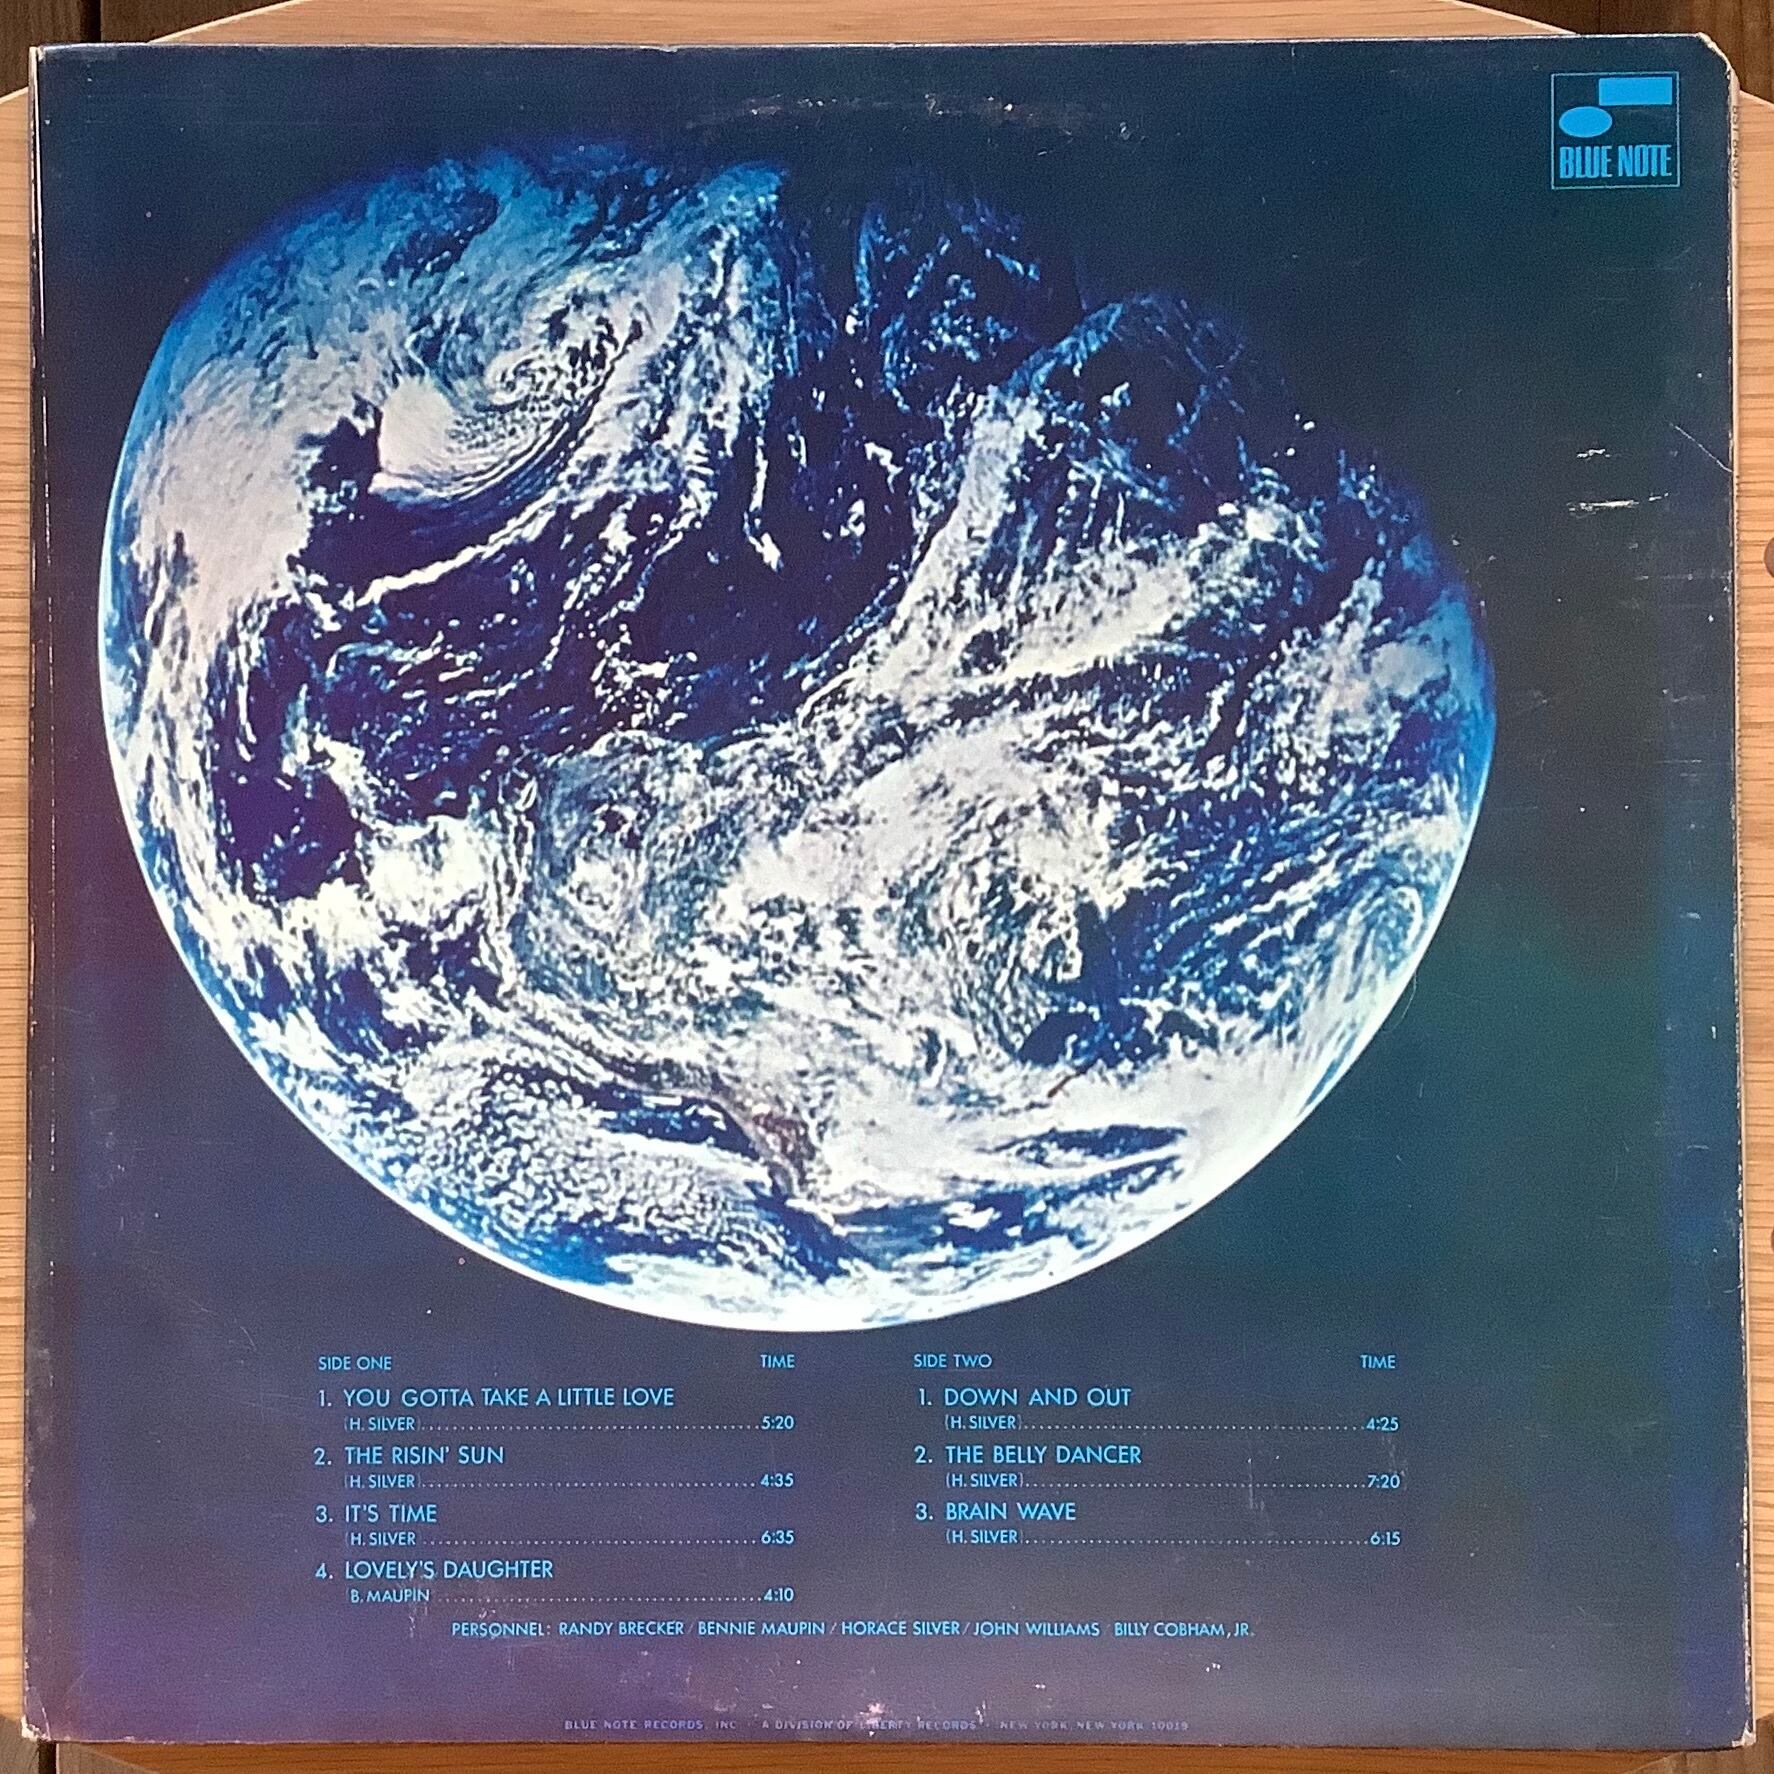 BLUE NOTE
SIDE ONE TIME
1. YOU GOTTA TAKE A LITTLE LOVE
(H. SILVER)..........5:20
2. THE RISIN' SUN
(H. SILVER)..........4:35
3. IT'S TIME
(H. SILVER ..........6:35
4. LOVELY'S DAUGHTER
(B. MAUPIN ..........4:10
SIDE TWO TIME
1. DOWN AND OUT
(H. SILVER)..........4:25
2. THE BELLY DANCER
(H. SILVER)..........7:20
3. BRAIN WAVE
(H. SILVER)..........6:15
PERSONNEL: RANDY BRECKER / BENNIE MAUPIN / HORACE SILVER / JOHN WILLIAMS / BILLY COBHAM, JR.
BLUE NOTE RECORDS, INC · A DIVISION OF LIBERTY RECORDS · NEW YORK, NEW YORK 10019